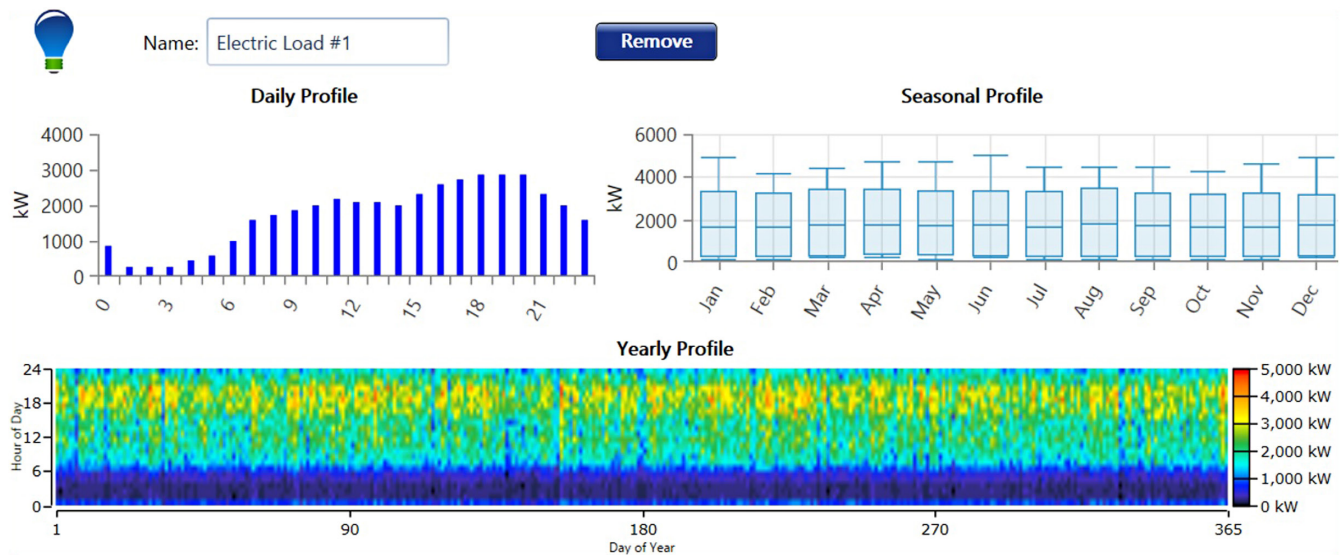 Name: Electric Load #1 Remove
Daily Profile
kW
4000
3000
2000
1000
0
0 3 6 9 12 15 18 21
Seasonal Profile
kW
6000
4000
2000
0
Jan Feb Mar Apr May Jun Jul Aug Sep Oct Nov Dec
Yearly Profile
Hour of Day
24
18
12
6
0
1 90 180 270 365
Day of Year
5,000 kW
4,000 kW
3,000 kW
2,000 kW
1,000 kW
0 kW